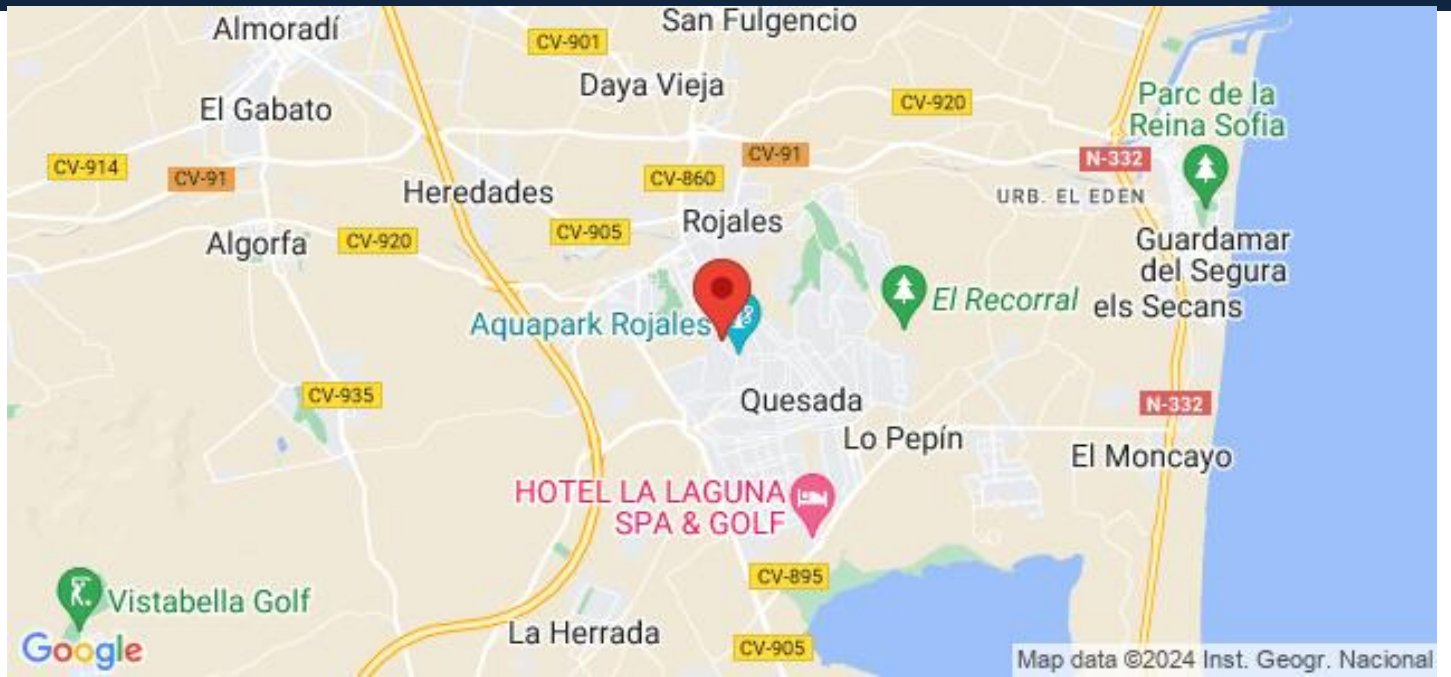 Almoradí
San Fulgencio
CV-901
Daya Vieja
El Gabato
CV-920
Parc de la
Reina Sofia
CV-914
CV-91
CV-91
N-332
Heredades
CV-860
URB. EL EDEN
Algorfa
CV-920
CV-905
Rojales
Guardamar
del Segura
El Recorral
els Secans
Aquapark Rojales
CV-935
Quesada
N-332
Lo Pepín
El Moncayo
HOTEL LA LAGUNA
SPA & GOLF
CV-895
Vistabella Golf
La Herrada
CV-905
Google
Map data ©2024 Inst. Geogr. Nacional